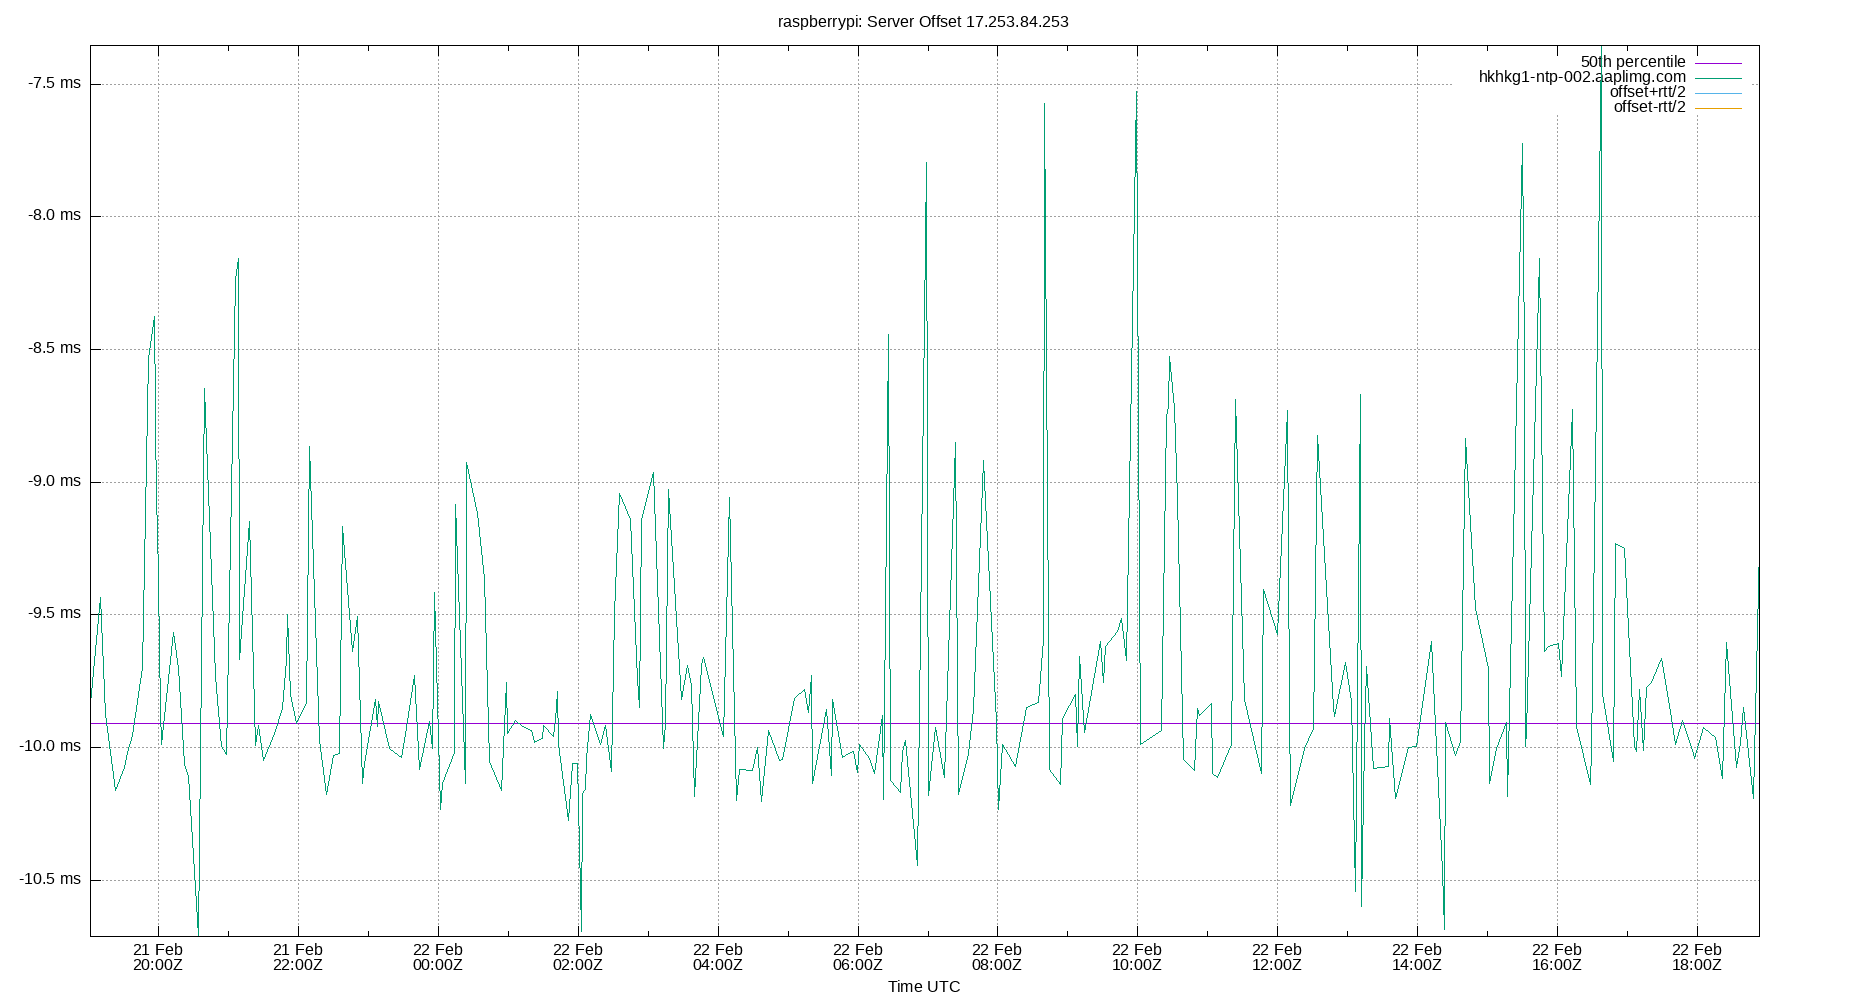 raspberrypi: Server Offset 17.253.84.253
50th percentile
hkhkg1-ntp-002.aaplimg.com
offset+rtt/2
offset-rtt/2
-7.5 ms
-8.0 ms
-8.5 ms
-9.0 ms
-9.5 ms
-10.0 ms
-10.5 ms
21 Feb 21 Feb 22 Feb 22 Feb 22 Feb 22 Feb 22 Feb 22 Feb 22 Feb 22 Feb 22 Feb 22 Feb
20:00Z 22:00Z 00:00Z 02:00Z 04:00Z 06:00Z 08:00Z 10:00Z 12:00Z 14:00Z 16:00Z 18:00Z
Time UTC